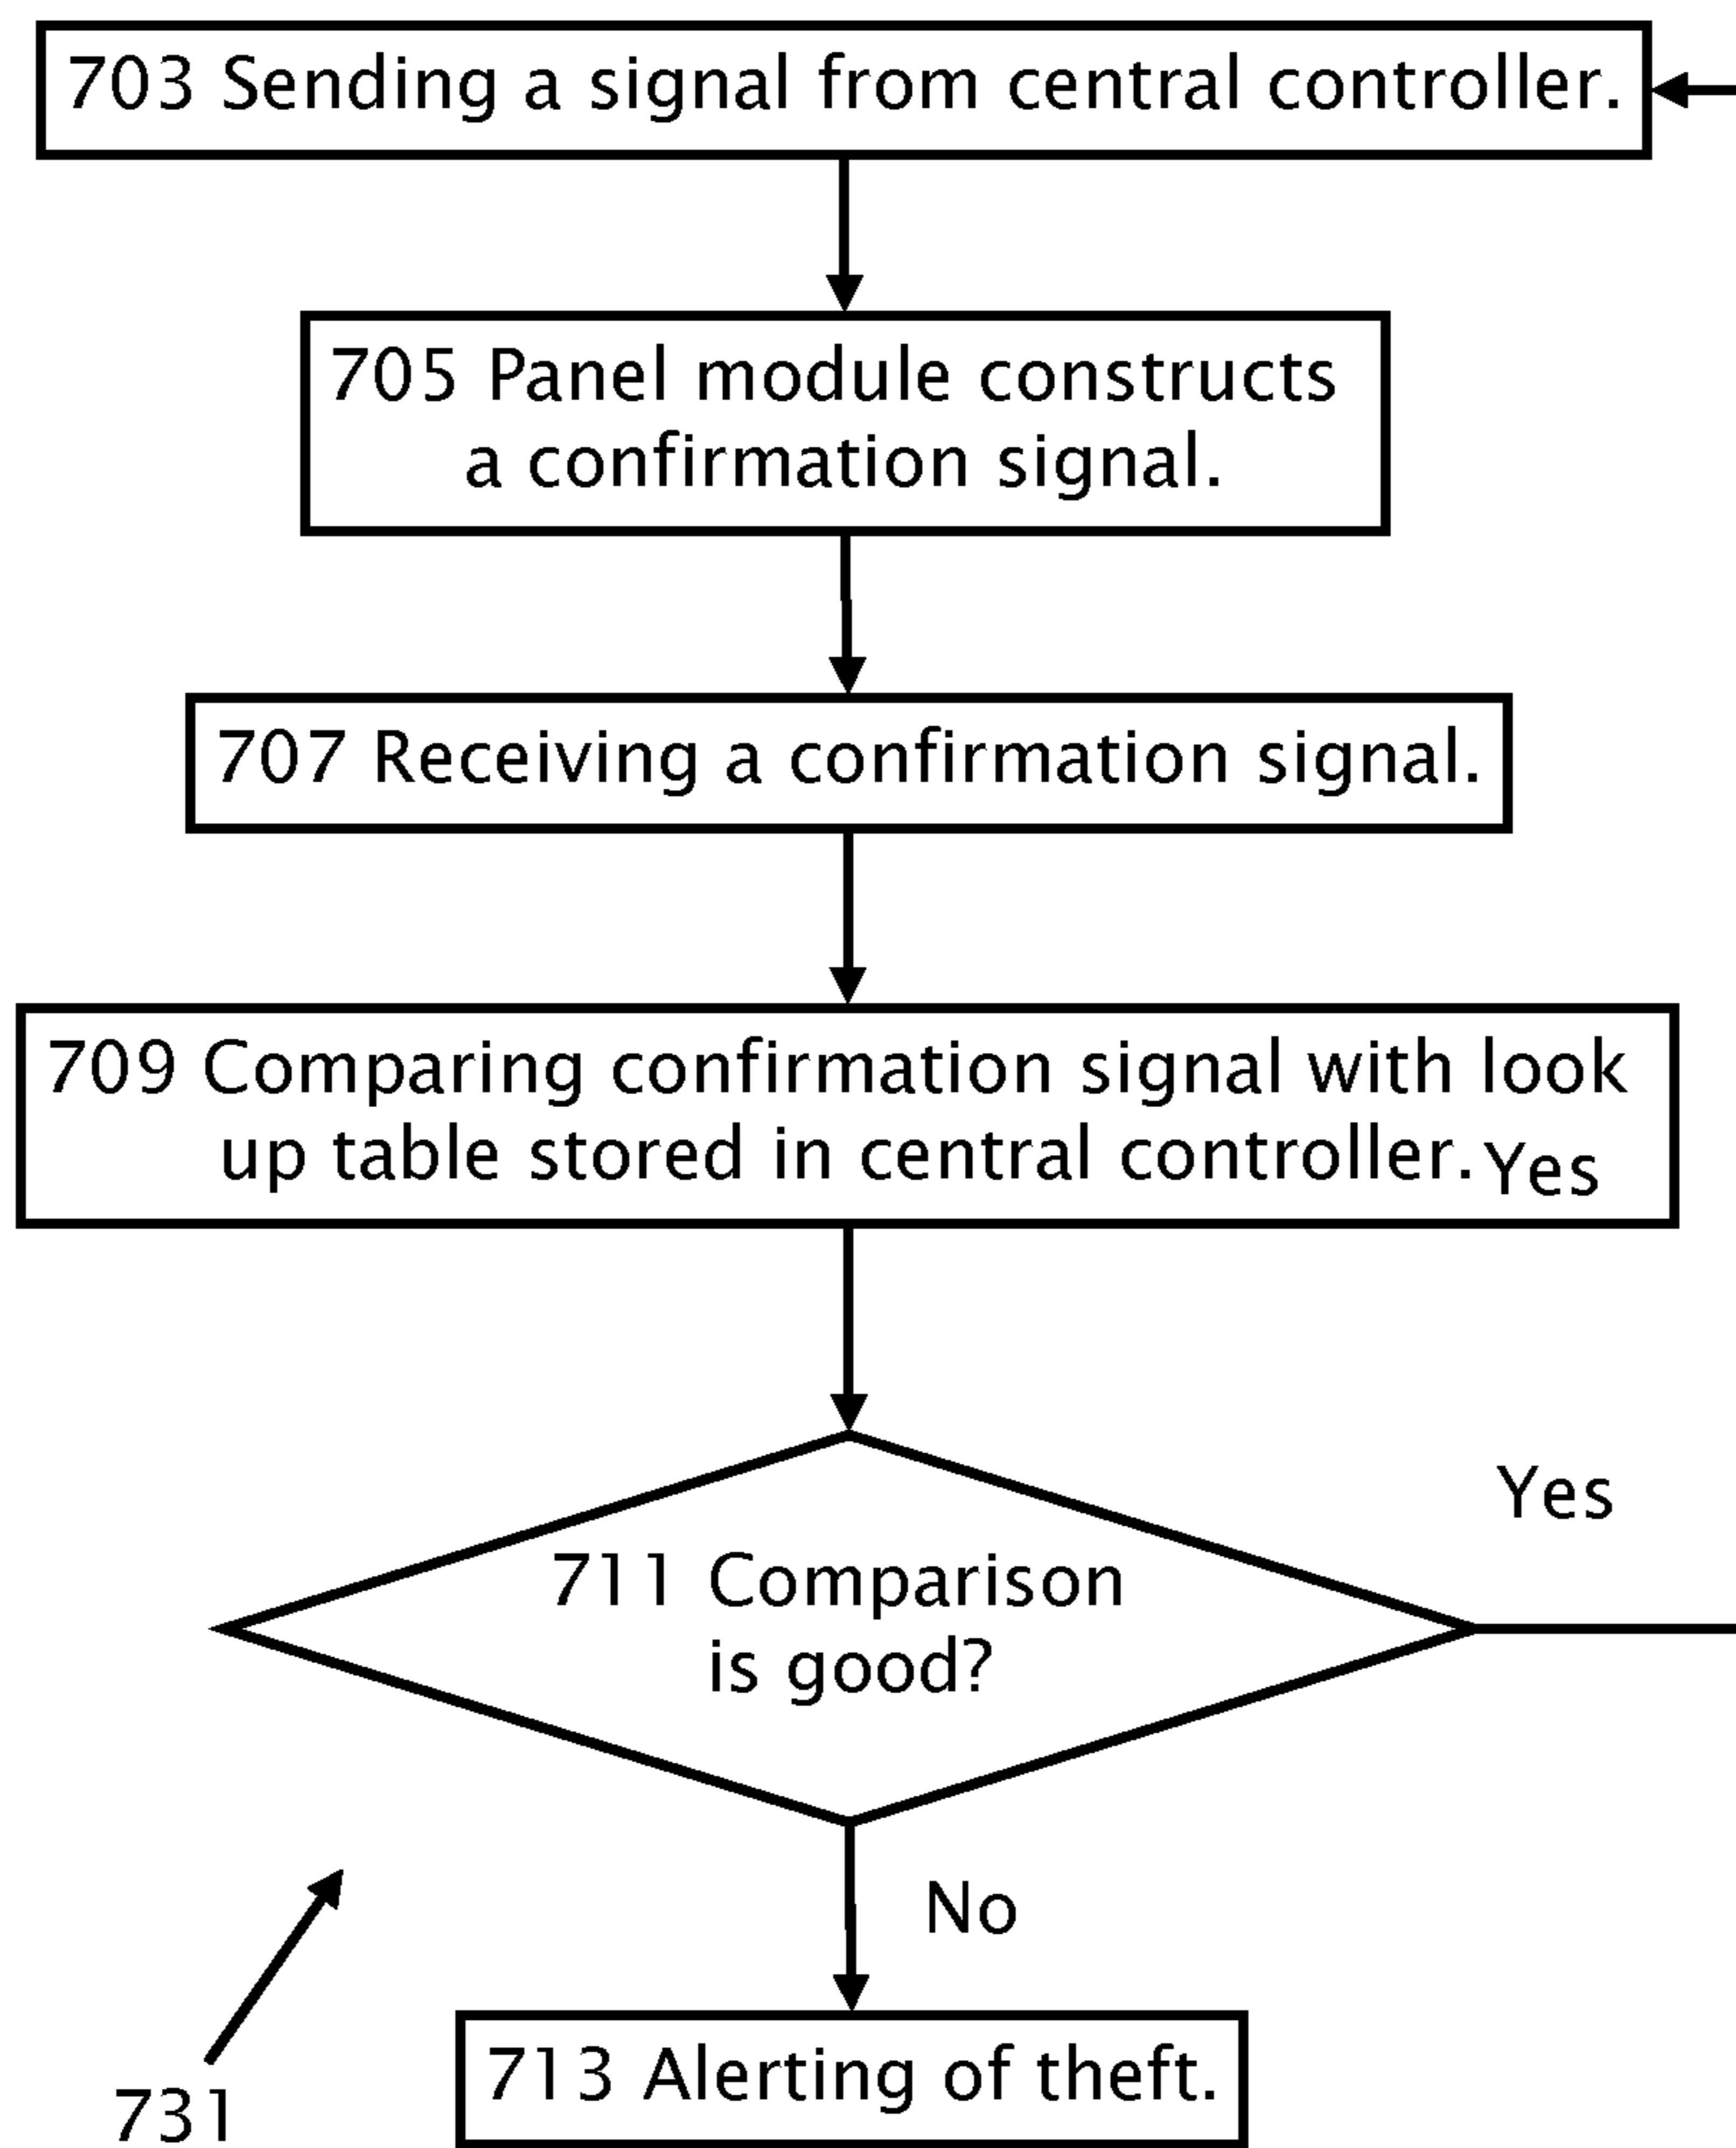 703 Sending a signal from central controller.
705 Panel module constructs
a confirmation signal.
707 Receiving a confirmation signal.
709 Comparing confirmation signal with look
up table stored in central controller. Yes
Yes
711 Comparison
is good?
No
713 Alerting of theft.
731